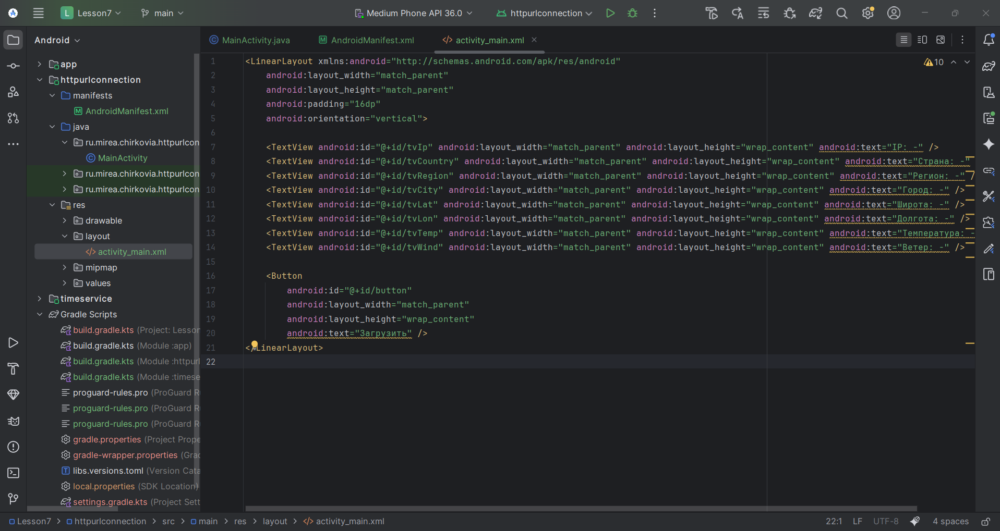 L Lesson7 main Medium Phone API 36.0 httpurlconnection
Android
MainActivity.java AndroidManifest.xml activity_main.xml
app
httpurlconnection
manifests
AndroidManifest.xml
java
ru.mirea.chirkovia.httpurlcon
MainActivity
ru.mirea.chirkovia.httpurlcon
ru.mirea.chirkovia.httpurlcon
res
drawable
layout
activity_main.xml
mipmap
values
timeservice
Gradle Scripts
build.gradle.kts (Project: Lesson
build.gradle.kts (Module :app)
build.gradle.kts (Module :httpurl
build.gradle.kts (Module :timese
proguard-rules.pro (ProGuard Ru
proguard-rules.pro (ProGuard Ru
proguard-rules.pro (ProGuard Ru
gradle.properties (Project Prope
gradle-wrapper.properties (Grad
libs.versions.toml (Version Cata
local.properties (SDK Location)
settings.gradle.kts (Project Sett
10
1 <LinearLayout xmlns:android="http://schemas.android.com/apk/res/android"
2 android:layout_width="match_parent"
3 android:layout_height="match_parent"
4 android:padding="16dp"
5 android:orientation="vertical">
6
7 <TextView android:id="@+id/tvIp" android:layout_width="match_parent" android:layout_height="wrap_content" android:text="IP: -" />
8 <TextView android:id="@+id/tvCountry" android:layout_width="match_parent" android:layout_height="wrap_content" android:text="Страна: -"
9 <TextView android:id="@+id/tvRegion" android:layout_width="match_parent" android:layout_height="wrap_content" android:text="Регион: -" /
10 <TextView android:id="@+id/tvCity" android:layout_width="match_parent" android:layout_height="wrap_content" android:text="Город: -" />
11 <TextView android:id="@+id/tvLat" android:layout_width="match_parent" android:layout_height="wrap_content" android:text="Широта: -" />
12 <TextView android:id="@+id/tvLon" android:layout_width="match_parent" android:layout_height="wrap_content" android:text="Долгота: -" />
13 <TextView android:id="@+id/tvTemp" android:layout_width="match_parent" android:layout_height="wrap_content" android:text="Температура: -
14 <TextView android:id="@+id/tvWind" android:layout_width="match_parent" android:layout_height="wrap_content" android:text="Ветер: -" />
15
16 <Button
17 android:id="@+id/button"
18 android:layout_width="match_parent"
19 android:layout_height="wrap_content"
20 android:text="Загрузить" />
21 </LinearLayout>
22
Lesson7 > httpurlconnection > src > main > res > layout > activity_main.xml 22:1 LF UTF-8 4 spaces